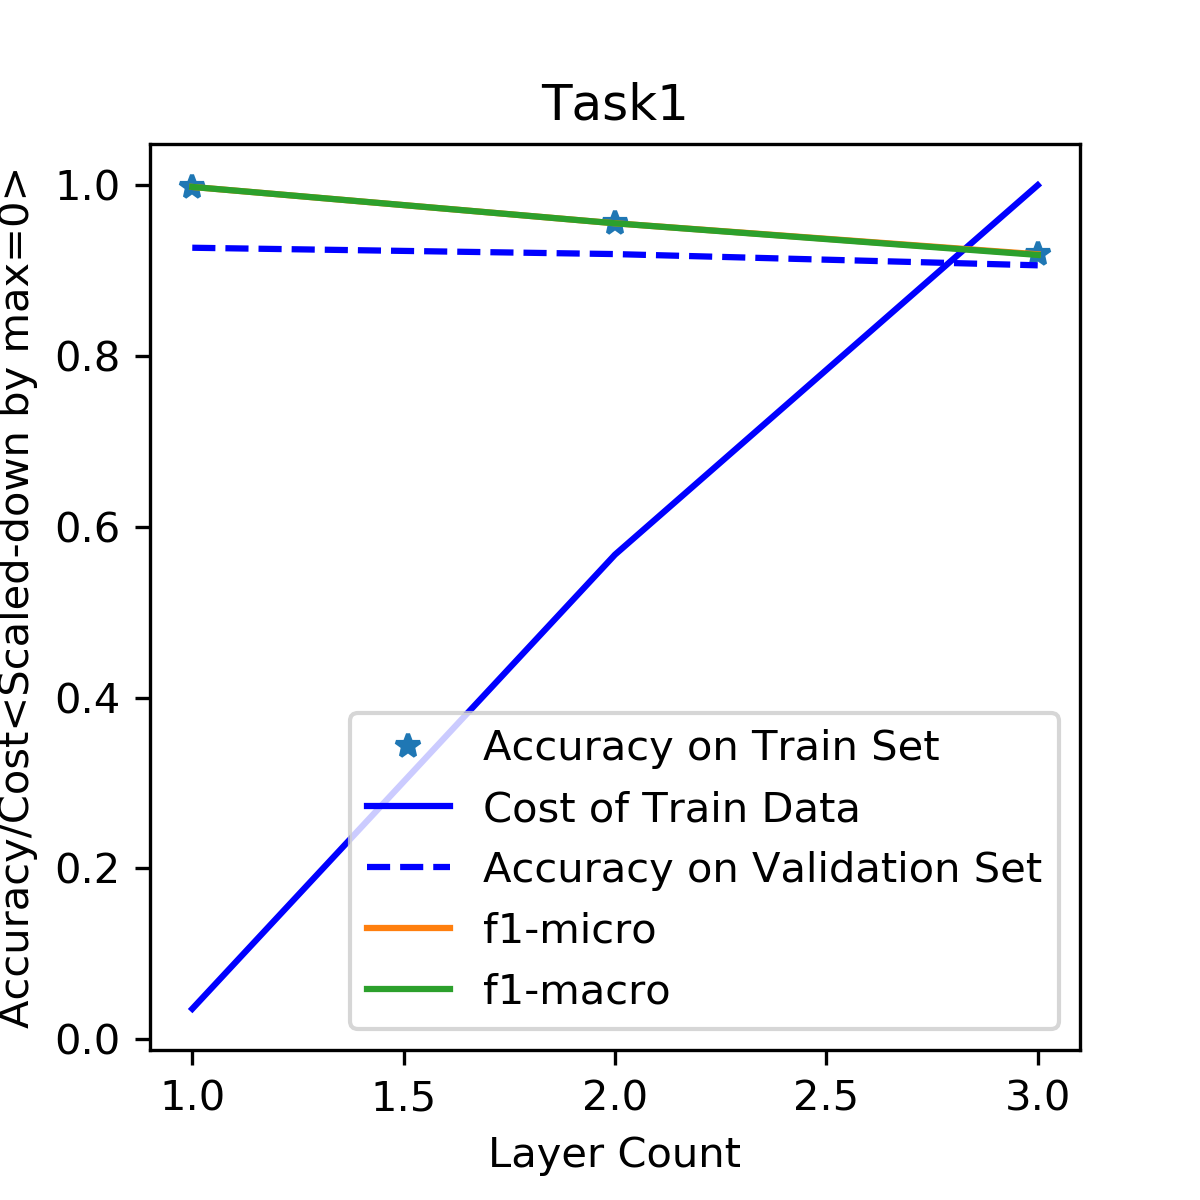 Task1
Accuracy/Cost<Scaled-down by max=0>
1.0
0.8
0.6
0.4
0.2
0.0
Accuracy on Train Set
Cost of Train Data
Accuracy on Validation Set
f1-micro
f1-macro
1.0 1.5 2.0 2.5 3.0
Layer Count